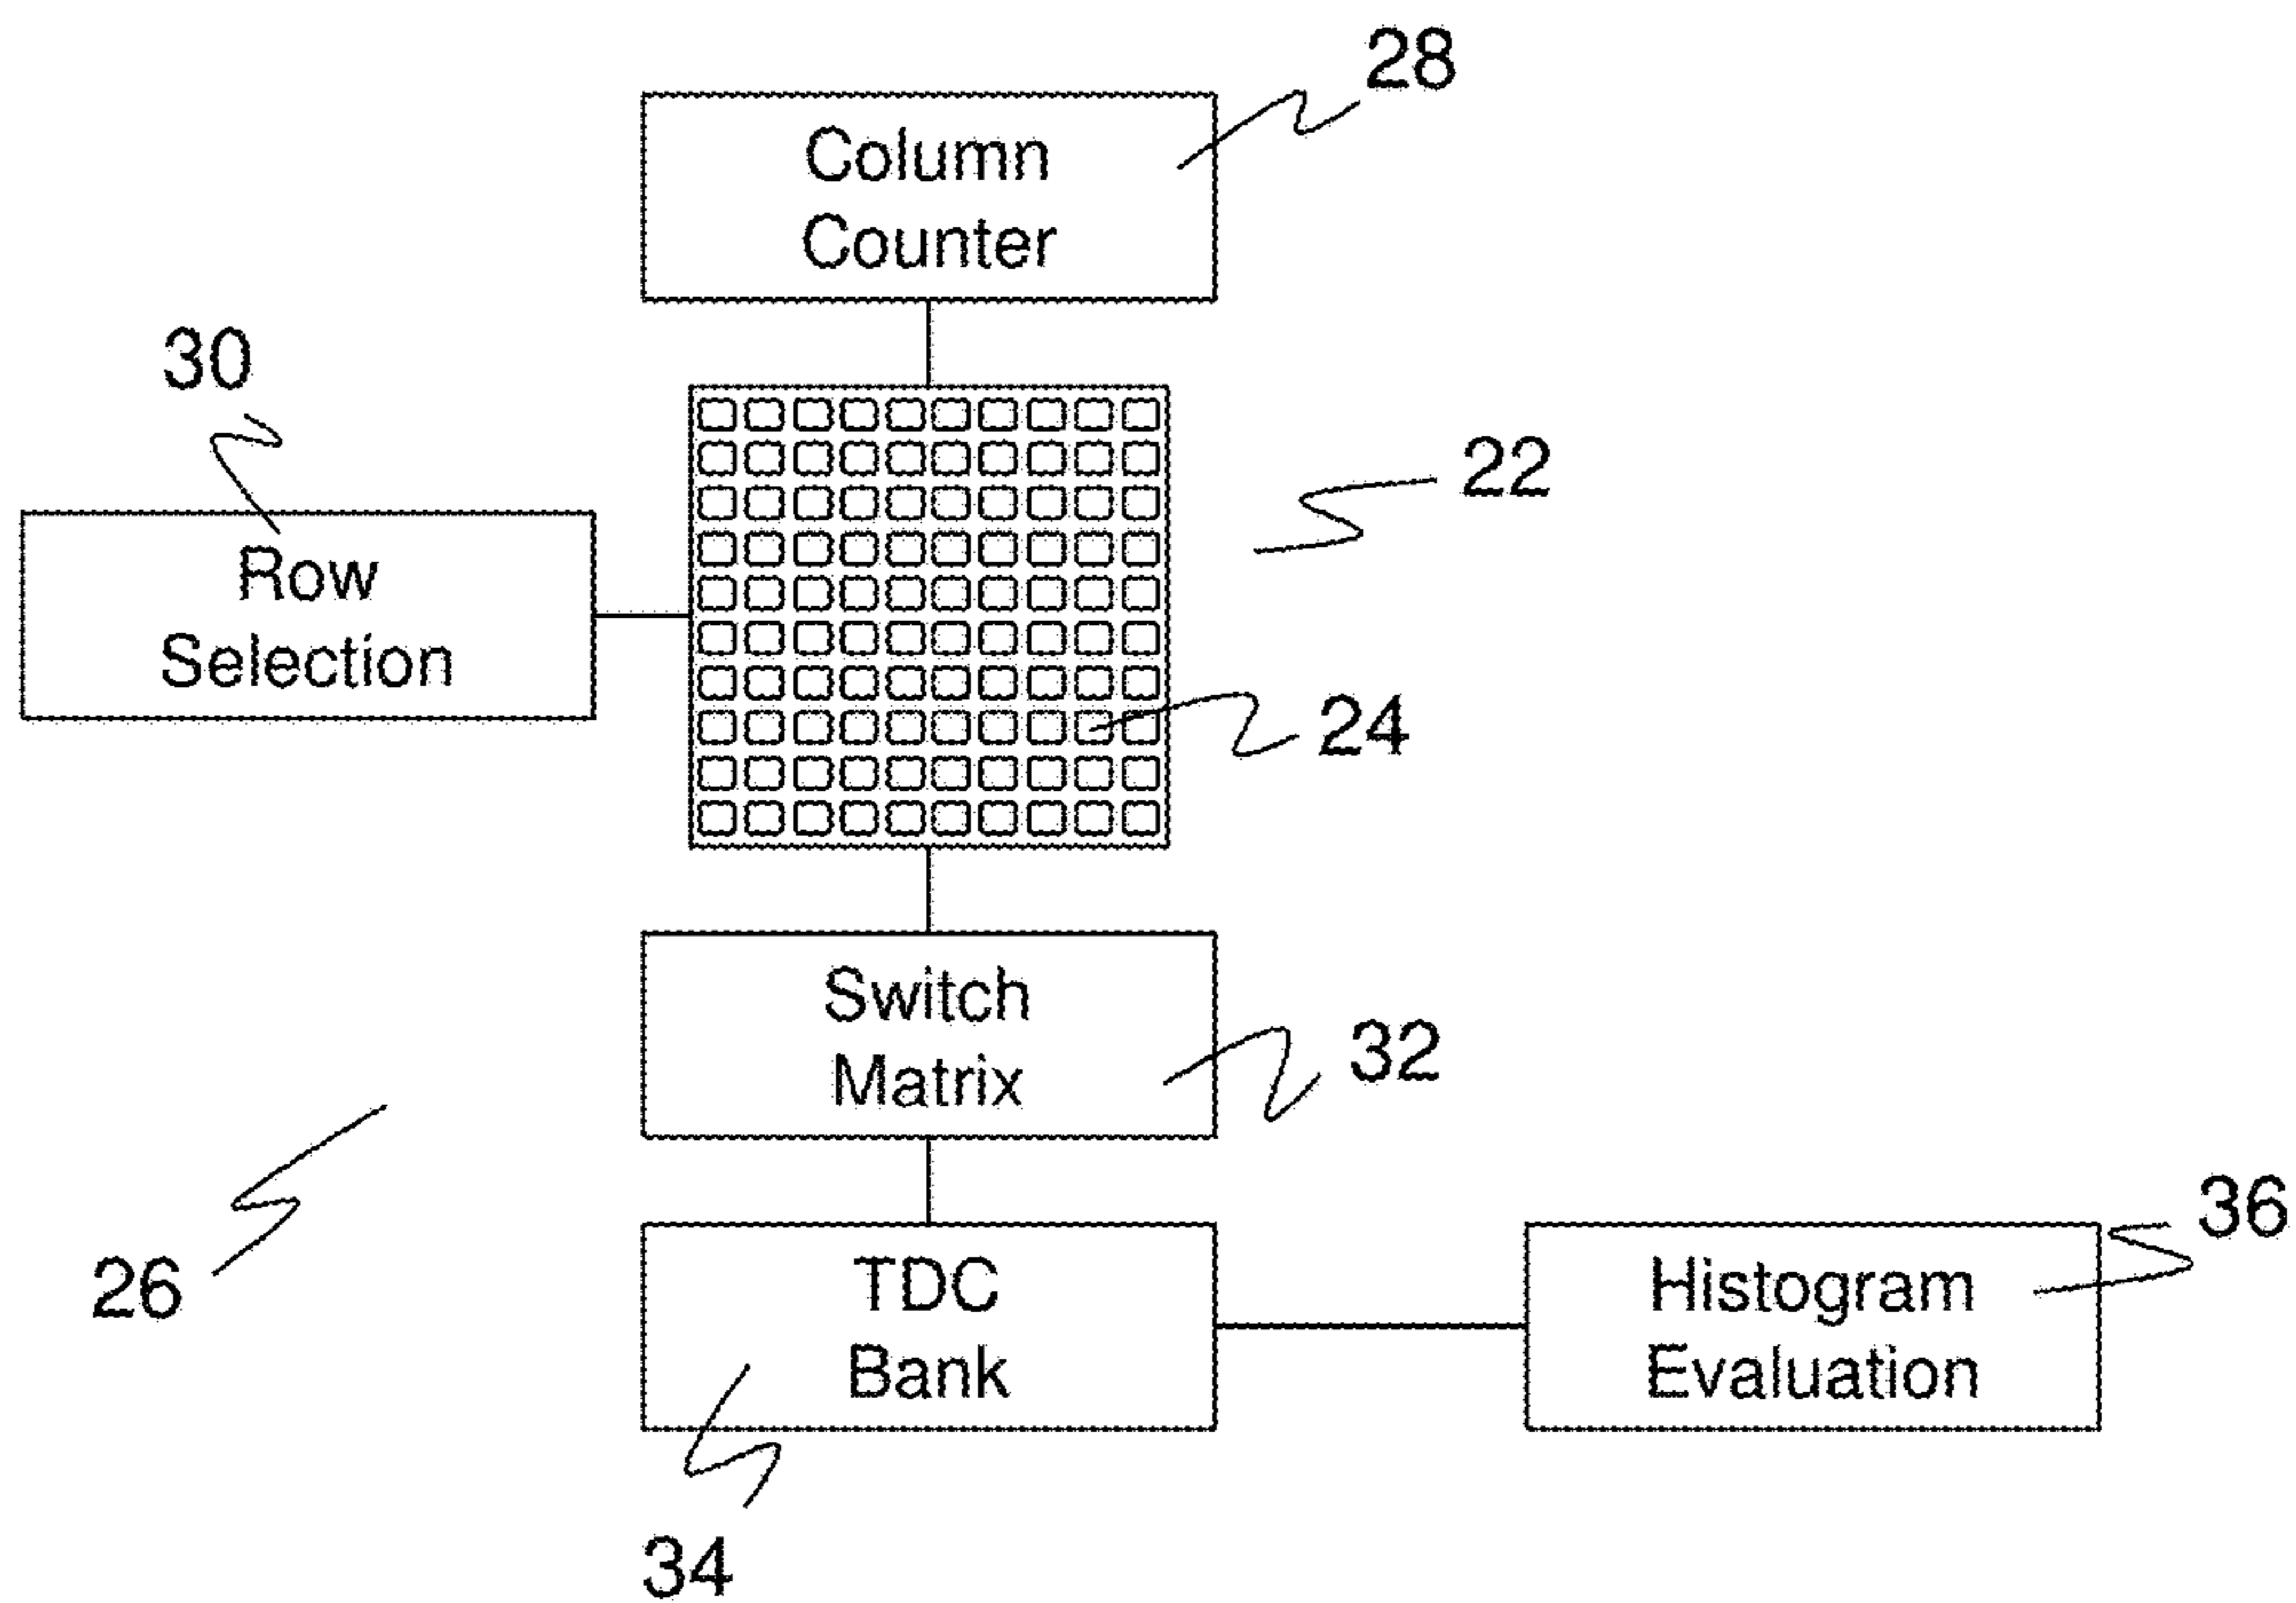 28
Column
Counter
30
22
Row
Selection
24
Switch
Matrix
32
26
36
TDC
Bank
Histogram
Evaluation
34